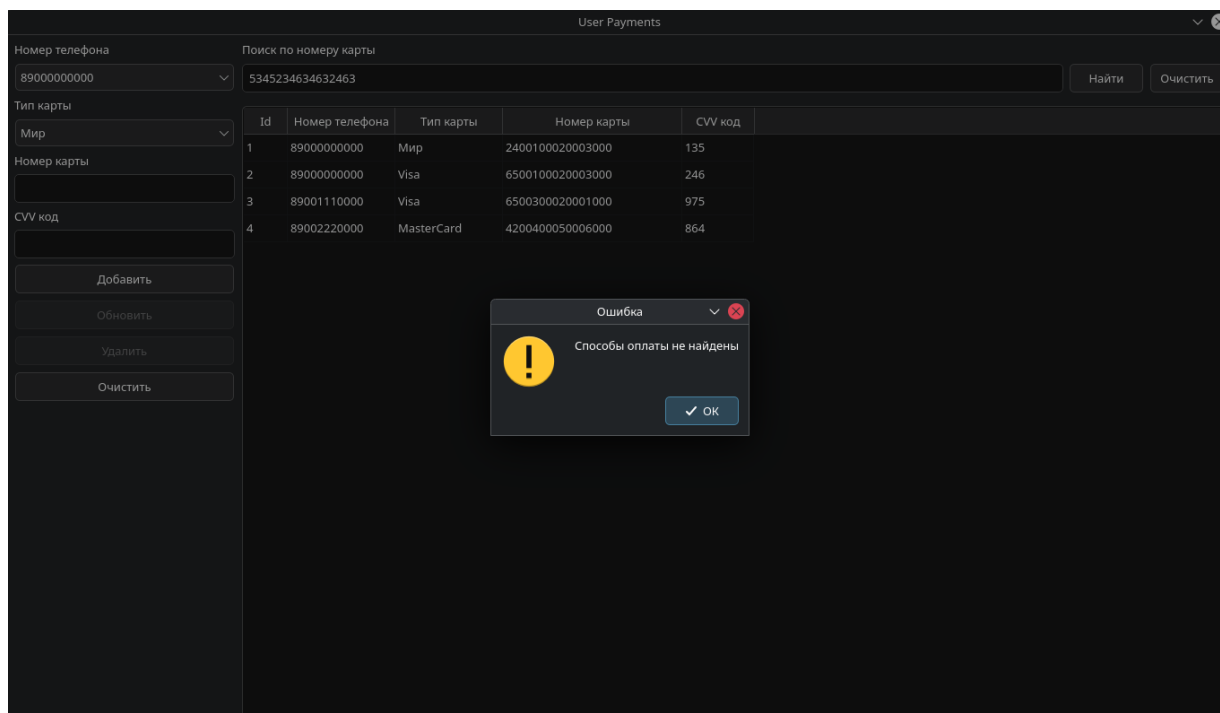 User Payments
Номер телефона
89000000000
Тип карты
Мир
Номер карты
CVV код
Добавить
Обновить
Удалить
Очистить
Поиск по номеру карты
5345234634632463 Найти Очистить
Id Номер телефона Тип карты Номер карты CVV код
1 89000000000 Мир 2400100020003000 135
2 89000000000 Visa 6500100020003000 246
3 89001110000 Visa 6500300020001000 975
4 89002220000 MasterCard 4200400050006000 864
Ошибка
Способы оплаты не найдены
ОК